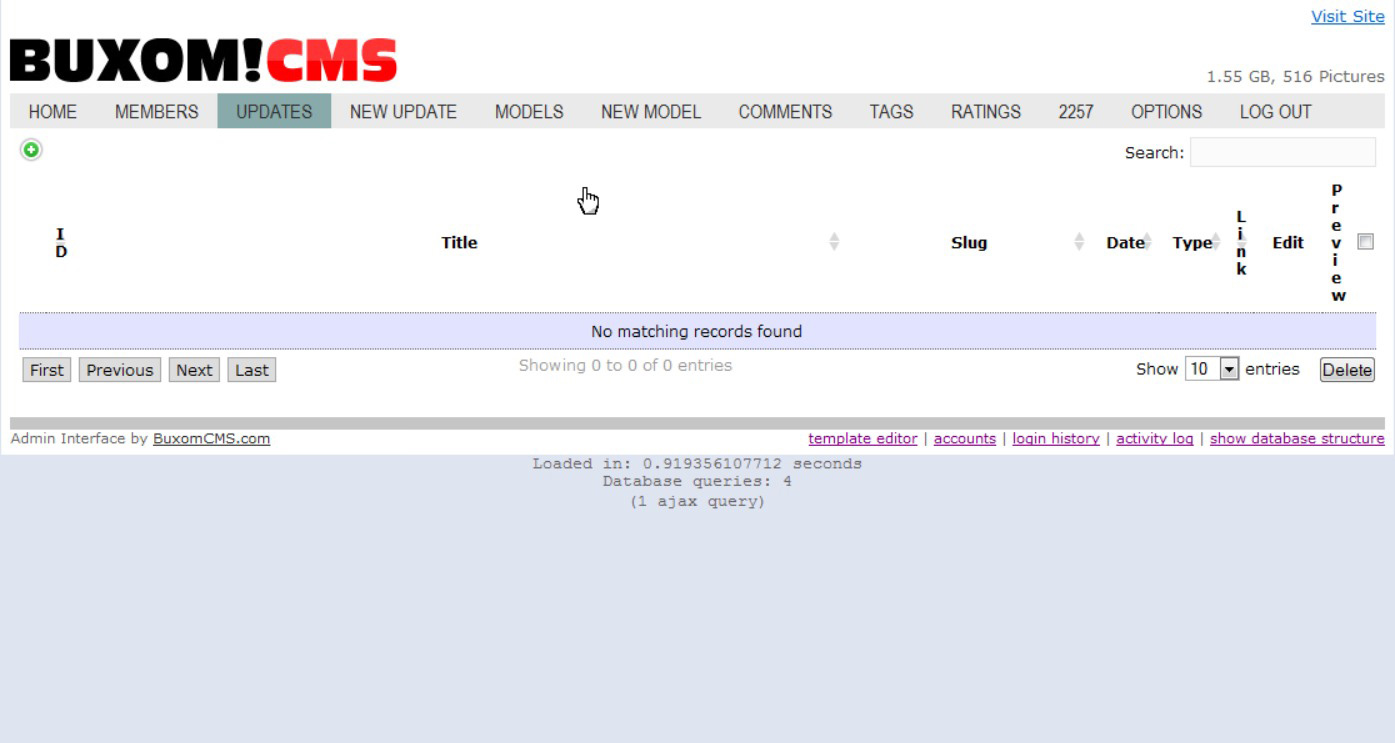 Visit Site
BUXOM!CMS
1.55 GB, 516 Pictures
HOME MEMBERS UPDATES NEW UPDATE MODELS NEW MODEL COMMENTS TAGS RATINGS 2257 OPTIONS LOG OUT
Search:
ID Title Slug Date Type Link Edit Preview
No matching records found
First Previous Next Last Showing 0 to 0 of 0 entries Show 10 entries Delete
Admin Interface by BuxomCMS.com template editor | accounts | login history | activity log | show database structure
Loaded in: 0.919356107712 seconds
Database queries: 4
(1 ajax query)